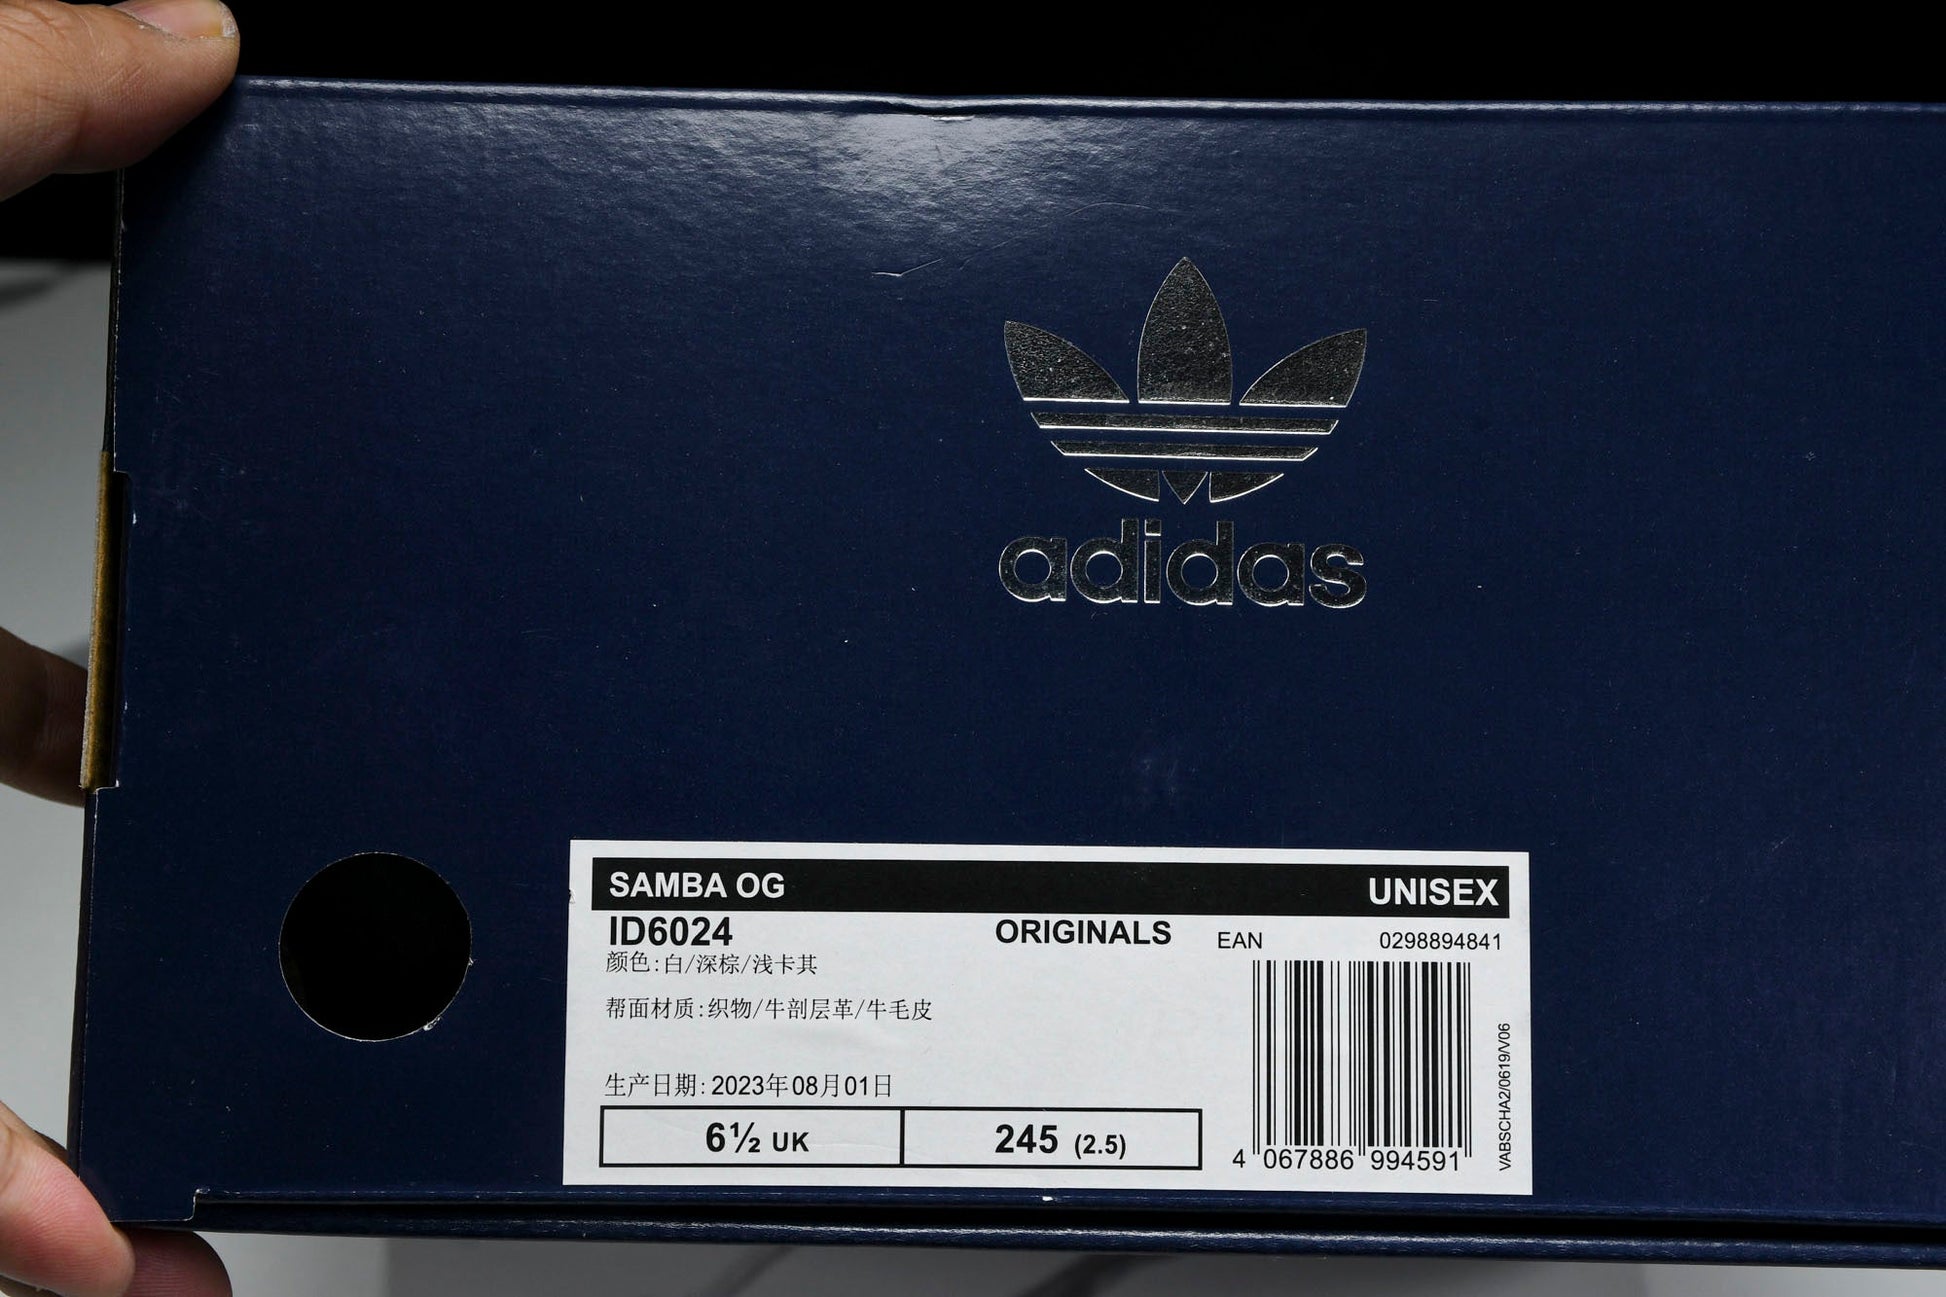 adidas
SAMBA OG UNISEX
ID6024 ORIGINALS EAN 0298894841
颜色:白/深棕/浅卡其
帮面材质:织物/牛剖层革/牛毛皮
生产日期:2023年08月01日
6½ UK 245 (2.5)
4 067886 994591
VABSCHA2/0619/V06